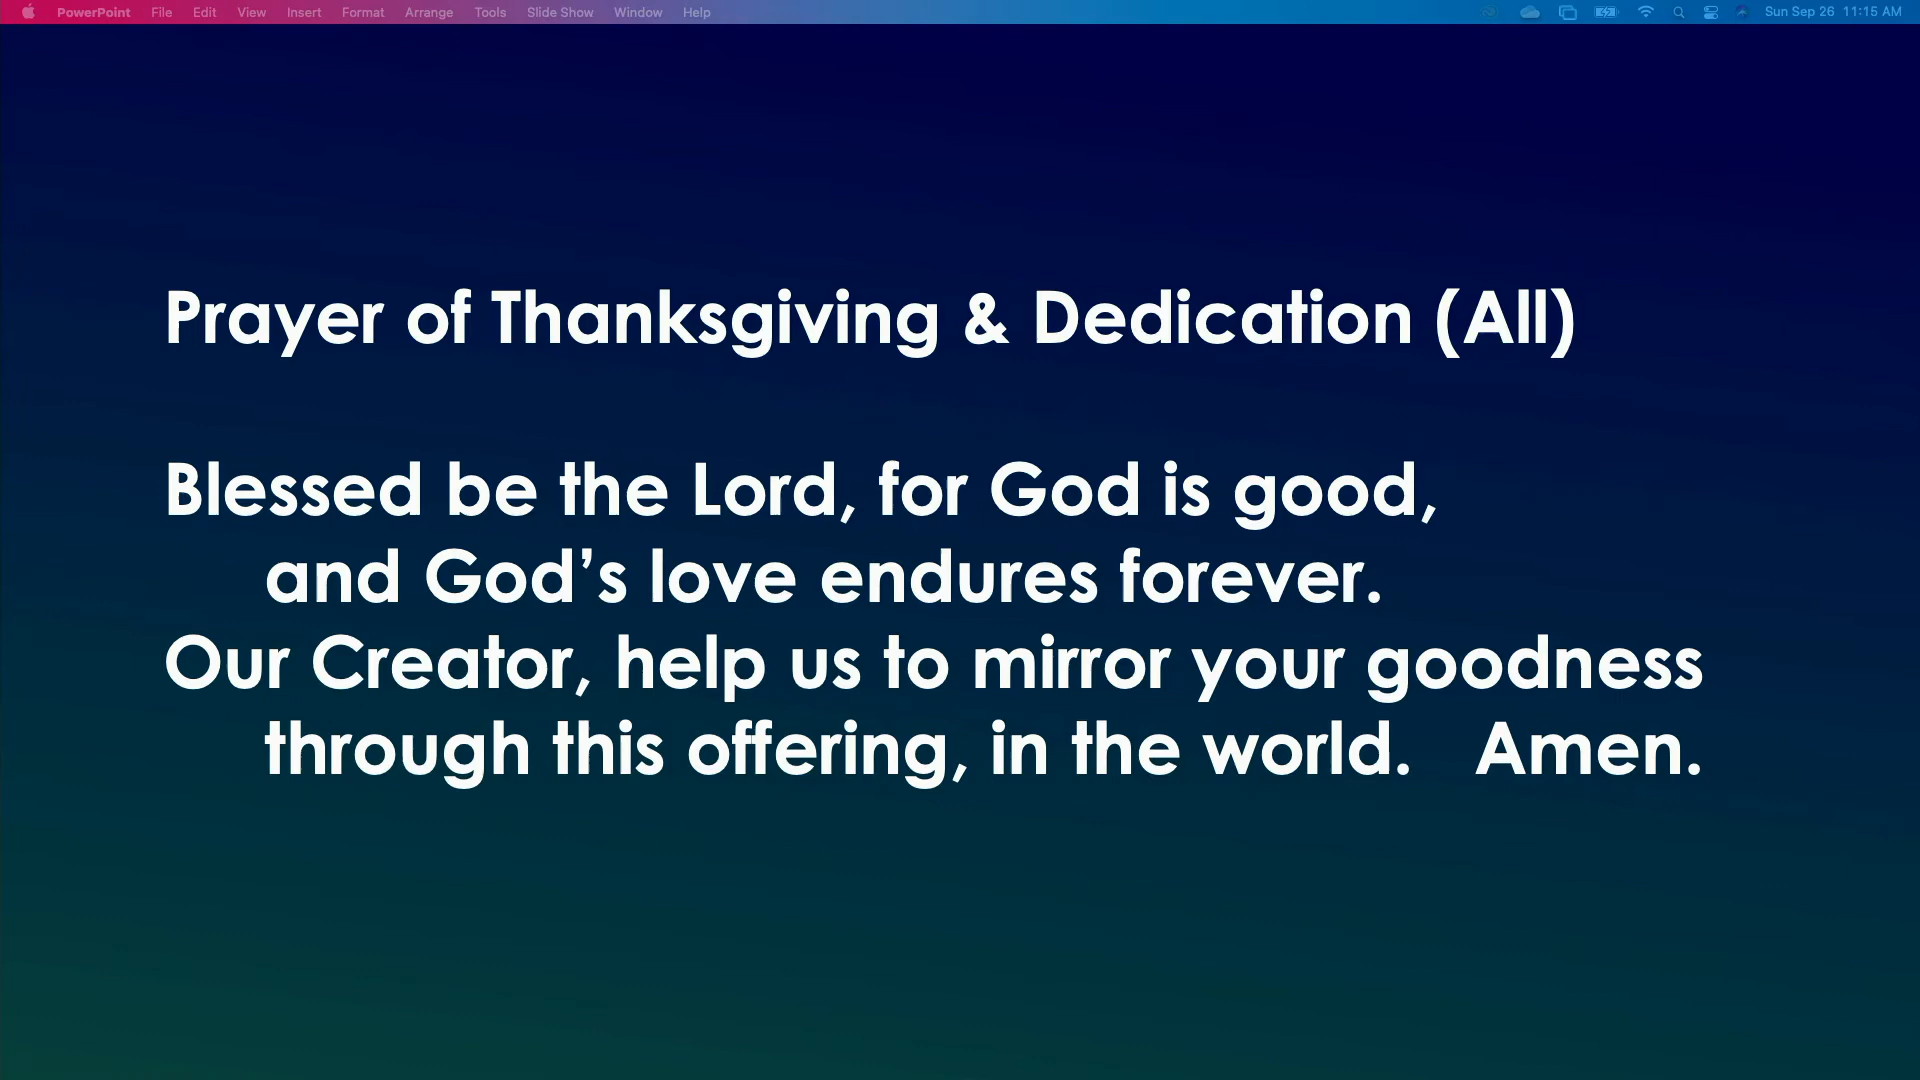 PowerPoint File Edit View Insert Format Arrange Tools Slide Show Window Help Sun Sep 26 11:15 AM
Prayer of Thanksgiving & Dedication (All)
Blessed be the Lord, for God is good,
and God’s love endures forever.
Our Creator, help us to mirror your goodness
through this offering, in the world. Amen.